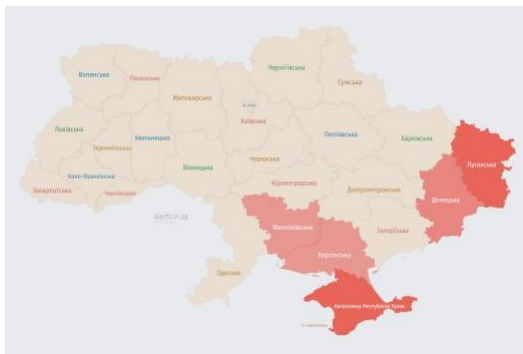 Чернігівська
Волинська
Рівненська
Сумська
Житомирська
м. Київ
Київська
Львівська
Тернопільська
Хмельницька
Полтавська
Харківська
Луганська
Черкаська
Вінницька
Івано-Франківська
Закарпатська
Чернівецька
Кіровоградська
Дніпропетровська
Донецька
alerts.in.ua
Миколаївська
Запорізька
Херсонська
Одеська
Автономна Республіка Крим